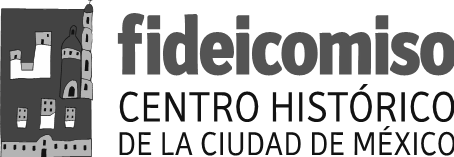 fideicomiso
CENTRO HISTÓRICO
DE LA CIUDAD DE MÉXICO